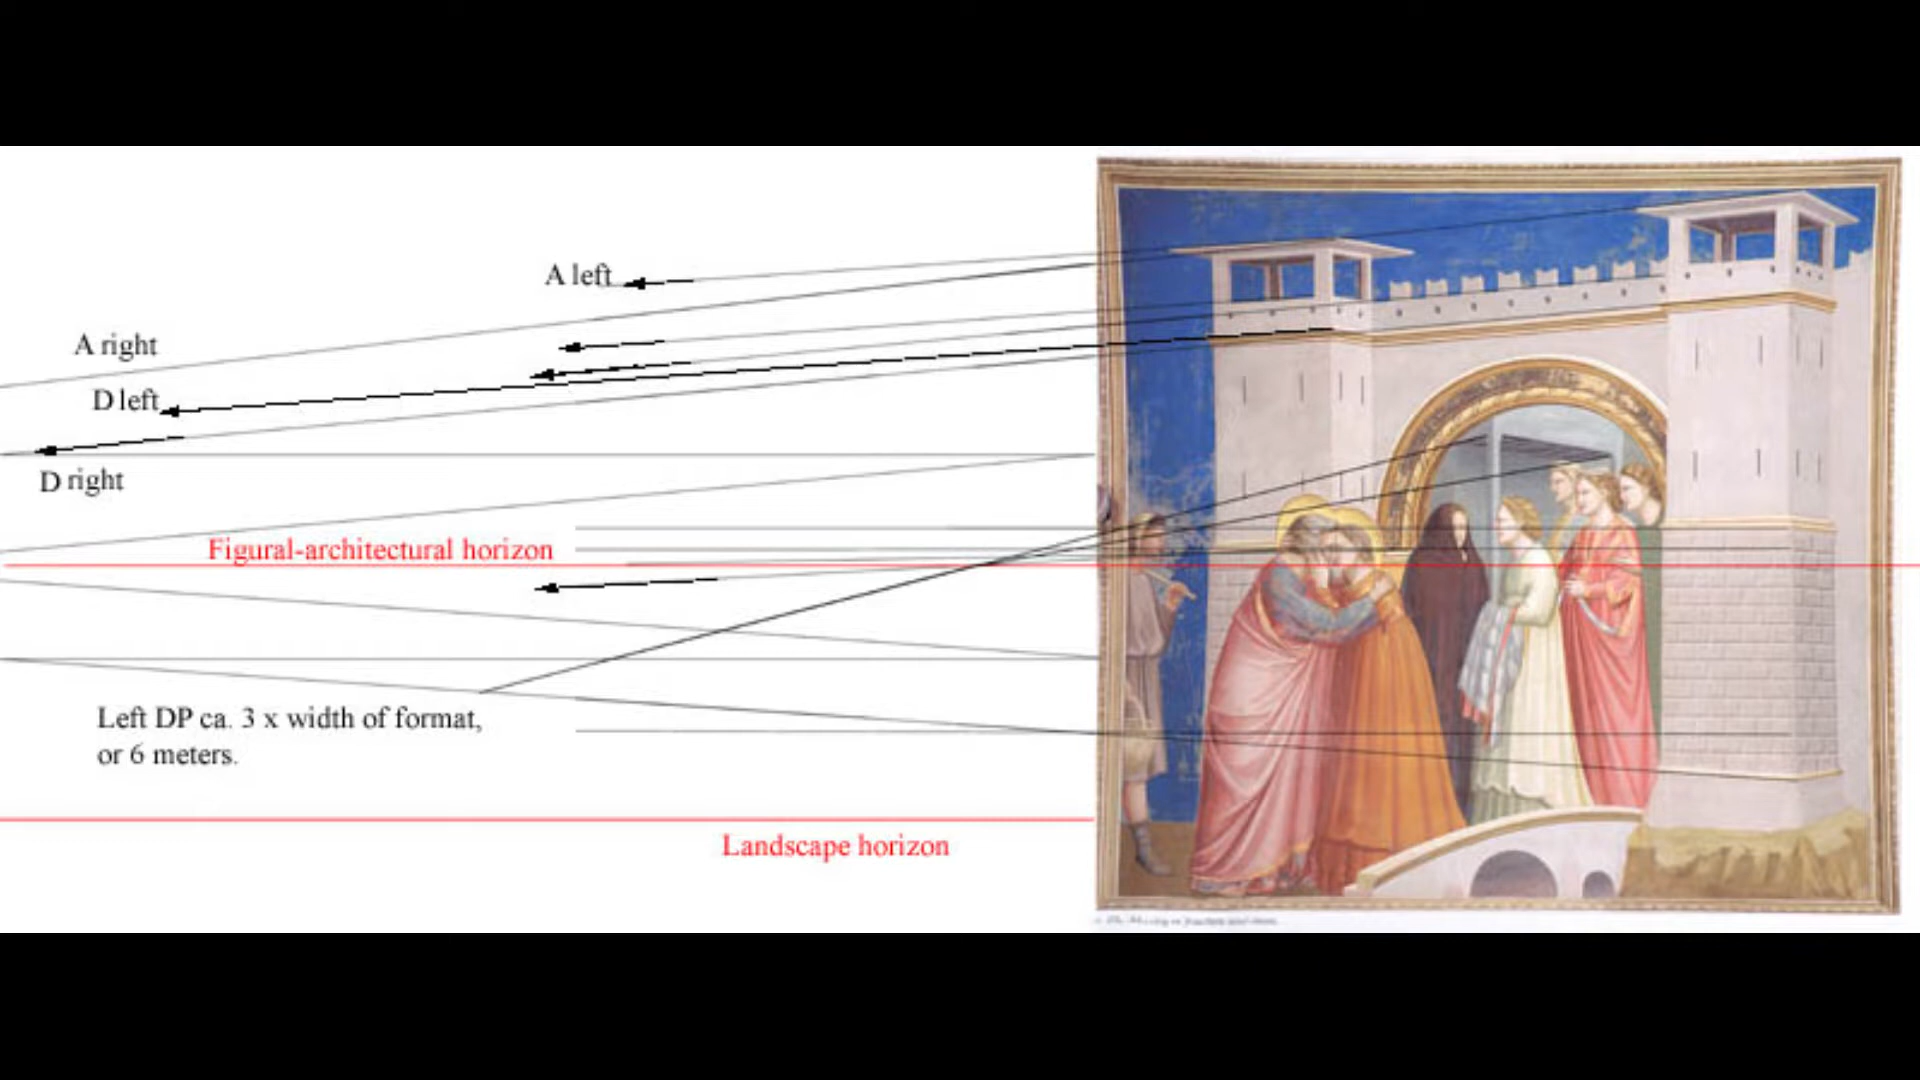 A left
A right
D left
D right
Figural-architectural horizon
Left DP ca. 3 x width of format,
or 6 meters.
Landscape horizon